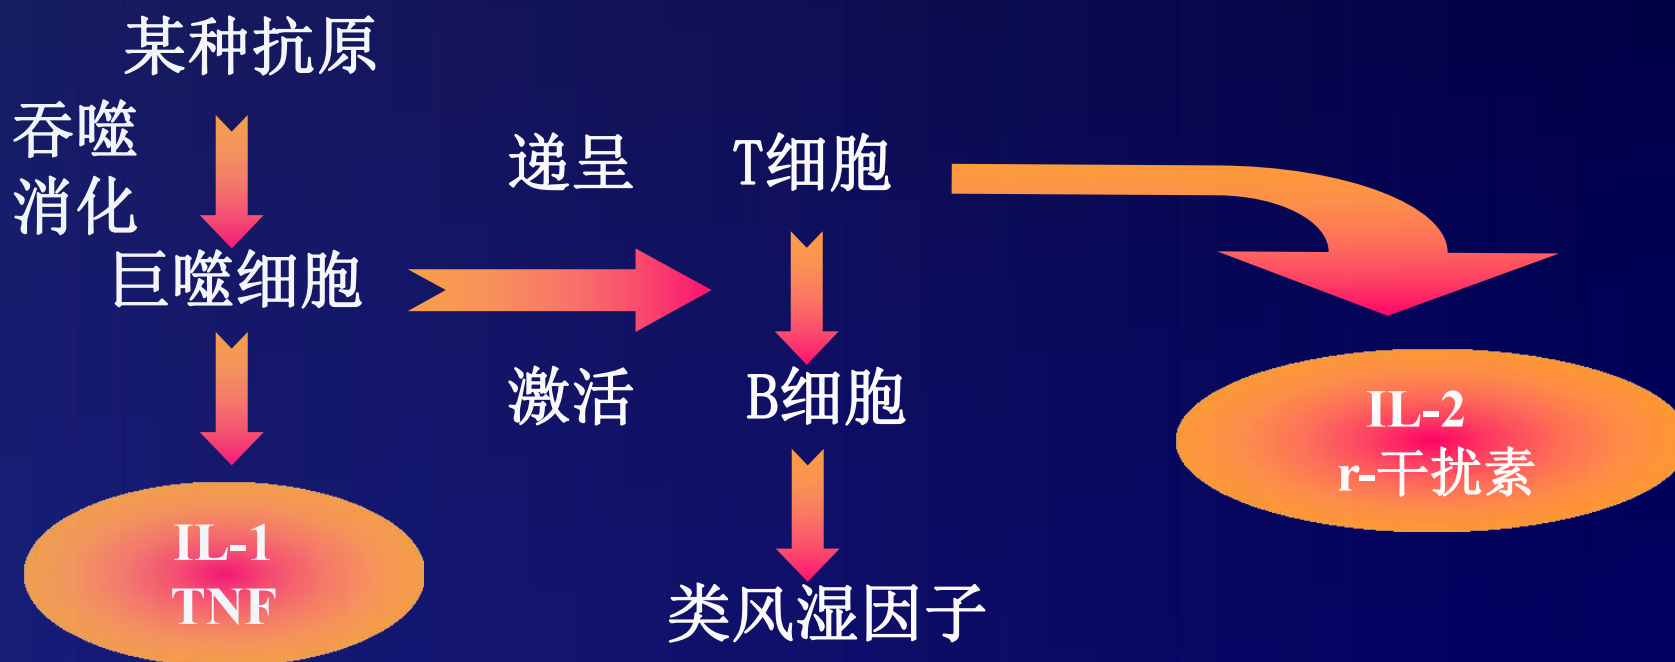 某种抗原
吞噬
消化
巨噬细胞
递呈
激活
T细胞
B细胞
类风湿因子
IL-1
TNF
IL-2
r-干扰素